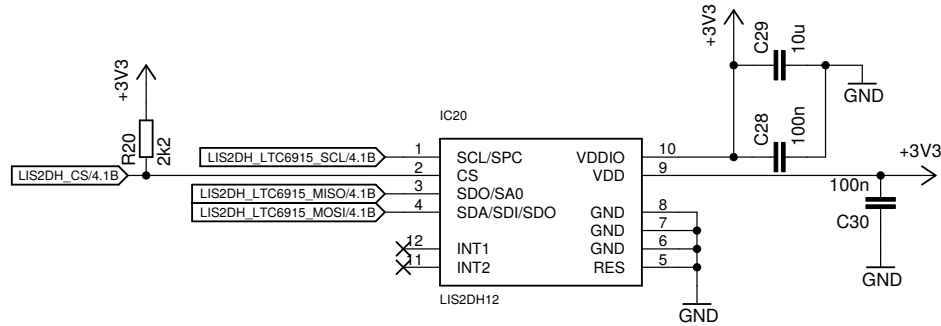 +3V3
C29
10u
GND
+3V3
IC20
C28
100n
R20
2k2
LIS2DH_LTC6915_SCL/4.1B
1
SCL/SPC
VDDIO
10
+3V3
LIS2DH_CS/4.1B
2
CS
VDD
9
100n
LIS2DH_LTC6915_MISO/4.1B
3
SDO/SA0
LIS2DH_LTC6915_MOSI/4.1B
4
SDA/SDI/SDO
GND
8
C30
GND
7
12
INT1
GND
6
11
INT2
RES
5
GND
LIS2DH12
GND